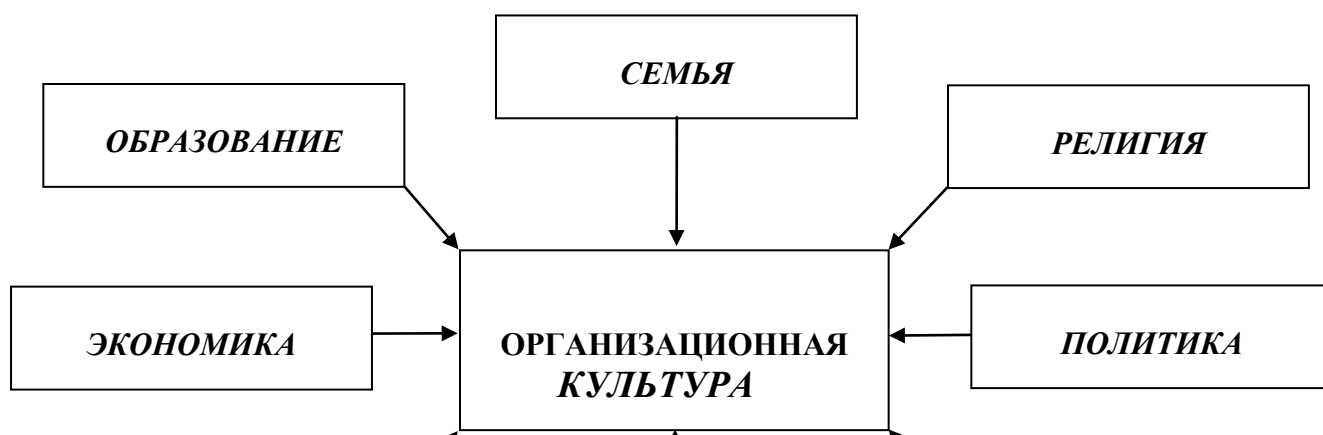 СЕМЬЯ
ОБРАЗОВАНИЕ
РЕЛИГИЯ
ЭКОНОМИКА
ОРГАНИЗАЦИОННАЯ
КУЛЬТУРА
ПОЛИТИКА